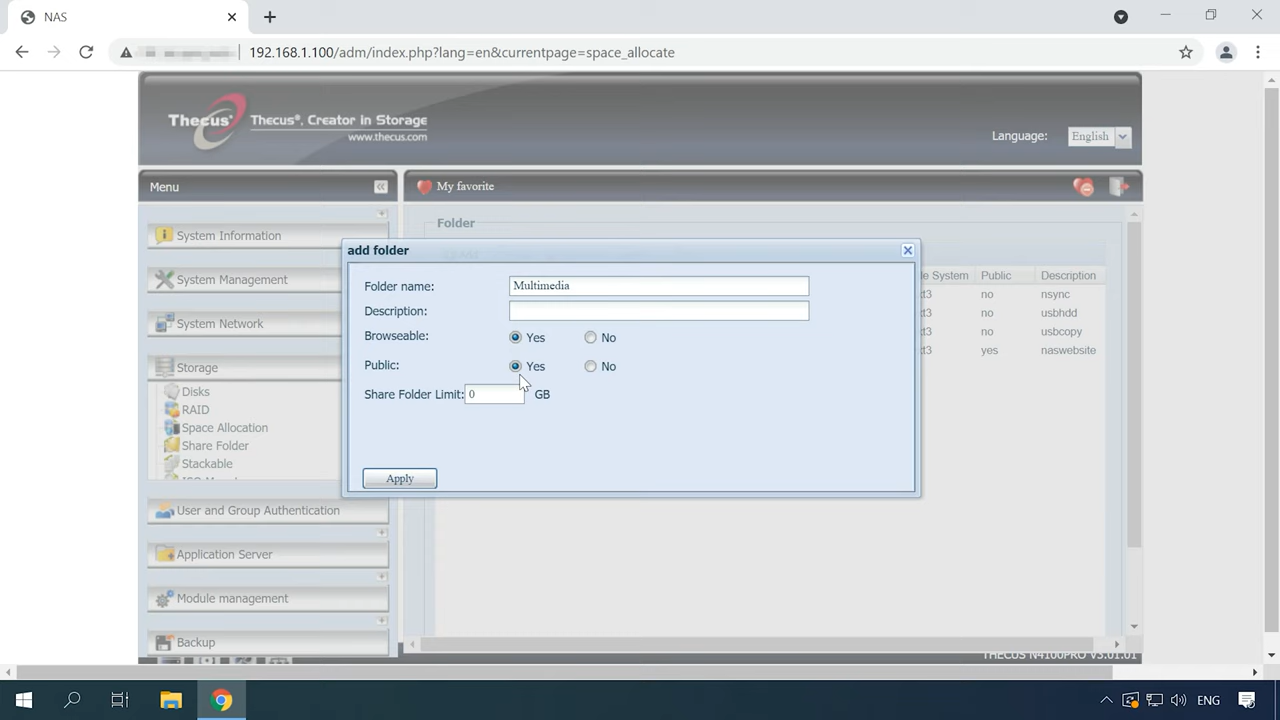 NAS
192.168.1.100/adm/index.php?lang=en&currentpage=space_allocate
Thecus® Thecus®, Creator in Storage
www.thecus.com
Language: English
Menu
My favorite
Folder
System Information
System Management
System Network
Storage
Disks
RAID
Space Allocation
Share Folder
Stackable
User and Group Authentication
Application Server
Module management
Backup
add folder
Folder name: Multimedia
Description:
Browseable: Yes No
Public: Yes No
Share Folder Limit: 0 GB
Apply
System Public Description
no nsync
no usbhdd
no usbcopy
yes naswebsite
THECUS N4100PRO V3.01.01
ENG